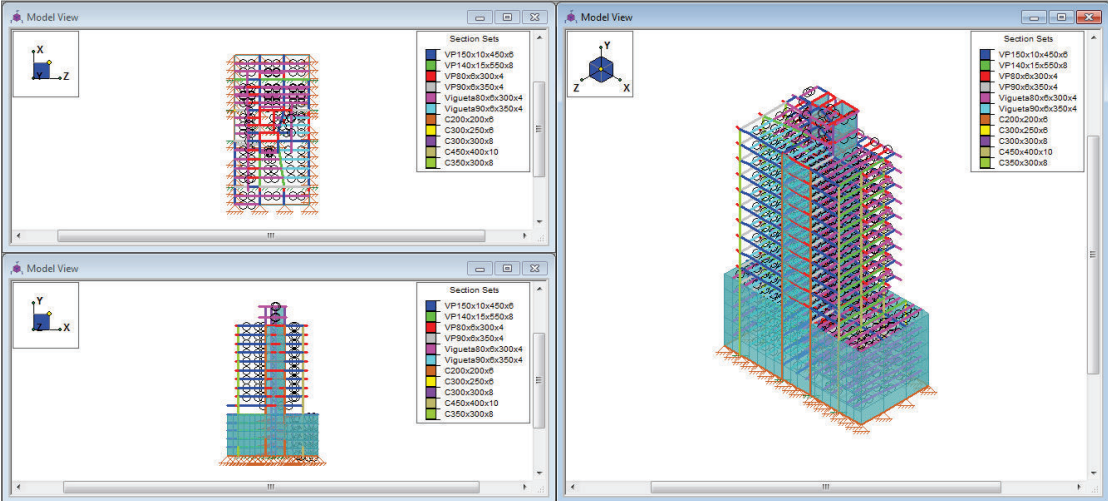 Model View
X
Y
Z
Section Sets
VP150x10x450x6
VP140x15x550x8
VP80x6x300x4
VP90x6x350x4
Vigueta80x6x300x4
Vigueta90x6x350x4
C200x200x6
C300x250x6
C300x300x8
C450x400x10
C350x300x8
Model View
Y
Z
X
Section Sets
VP150x10x450x6
VP140x15x550x8
VP80x6x300x4
VP90x6x350x4
Vigueta80x6x300x4
Vigueta90x6x350x4
C200x200x6
C300x250x6
C300x300x8
C450x400x10
C350x300x8
Model View
Y
Z
X
Section Sets
VP150x10x450x6
VP140x15x550x8
VP80x6x300x4
VP90x6x350x4
Vigueta80x6x300x4
Vigueta90x6x350x4
C200x200x6
C300x250x6
C300x300x8
C450x400x10
C350x300x8